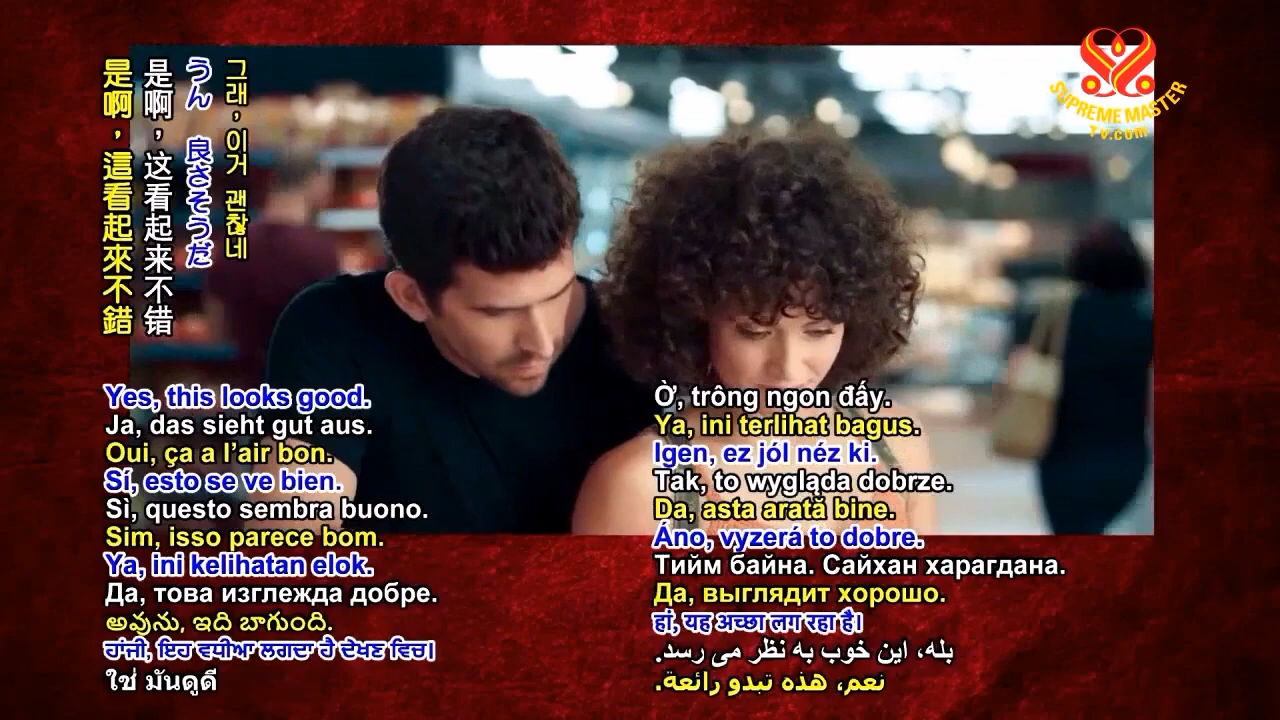 是啊，這看起來不錯
是啊，这看起来不错
うん 良さそうだ
그래, 이거 괜찮네
SUPREME MASTER
TV.COM
Yes, this looks good.
Ja, das sieht gut aus.
Oui, ça a l’air bon.
Sí, esto se ve bien.
Sì, questo sembra buono.
Sim, isso parece bom.
Ya, ini kelihatan elok.
Да, това изглежда добре.
అవును, ఇది బాగుంది.
ਹਾਂਜੀ, ਇਹ ਵਧੀਆ ਲਗਦਾ ਹੈ ਦੇਖਣ ਵਿਚ।
ใช่ มันดูดี
Ờ, trông ngon đấy.
Ya, ini terlihat bagus.
Igen, ez jól néz ki.
Tak, to wygląda dobrze.
Da, asta arată bine.
Áno, vyzerá to dobre.
Тийм байна. Сайхан харагдана.
Да, выглядит хорошо.
हां, यह अच्छा लग रहा है।
بله، این خوب به نظر می رسد.
نعم، هذه تبدو رائعة.